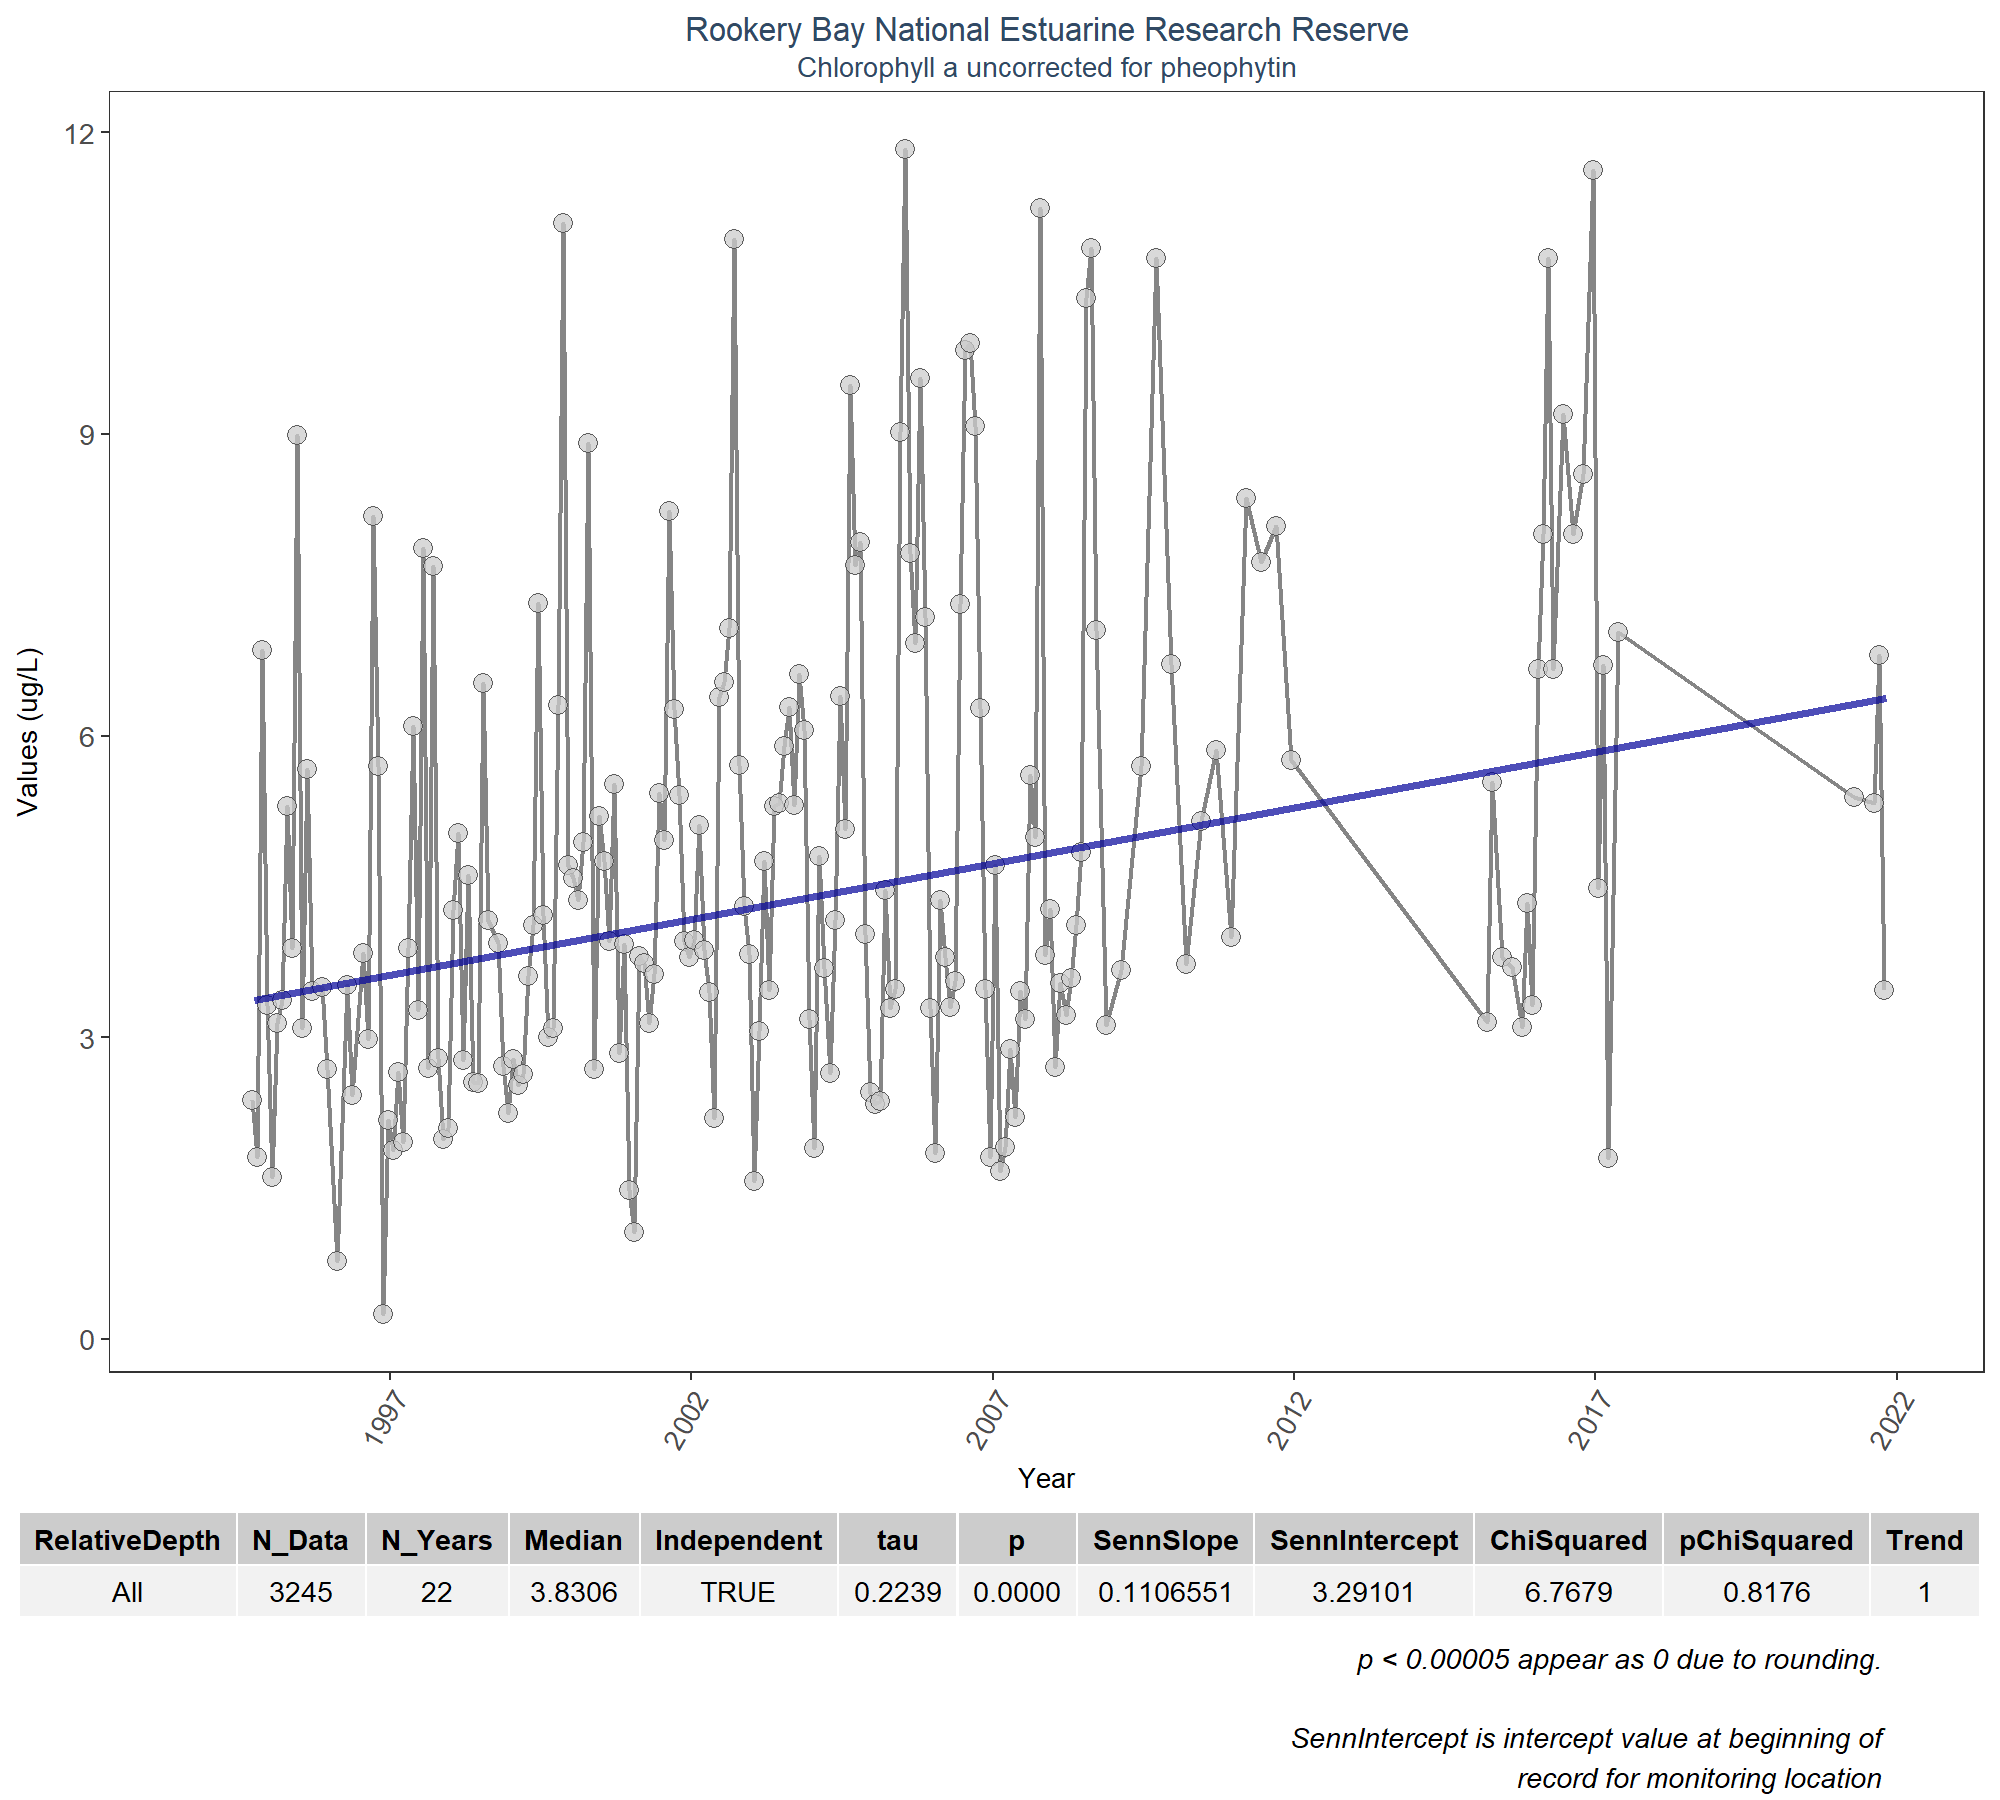 Rookery Bay National Estuarine Research Reserve
Chlorophyll a uncorrected for pheophytin
12
9
6
3
0
Values (ug/L)
1997 2002 2007 2012 2017 2022
Year
RelativeDepth N_Data N_Years Median Independent tau p SennSlope SennIntercept ChiSquared pChiSquared Trend
All 3245 22 3.8306 TRUE 0.2239 0.0000 0.1106551 3.29101 6.7679 0.8176 1
p < 0.00005 appear as 0 due to rounding.
SennIntercept is intercept value at beginning of
record for monitoring location